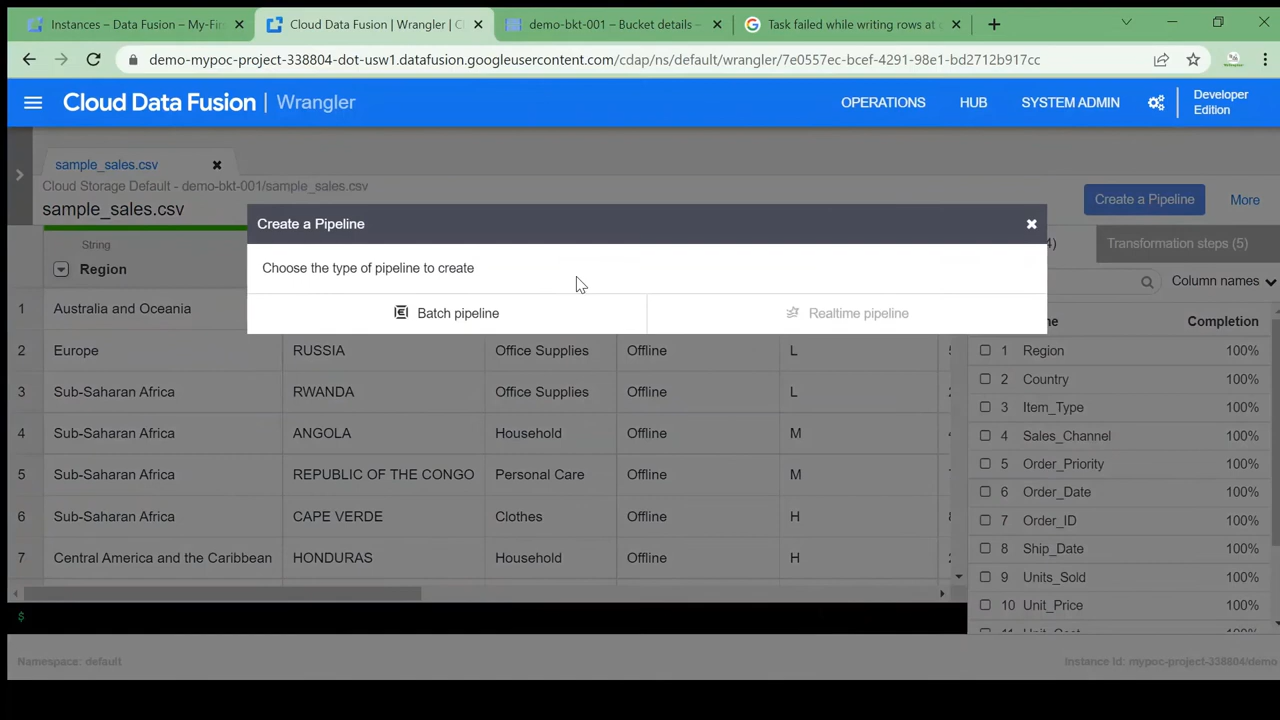 Instances – Data Fusion – My-Firs
Cloud Data Fusion | Wrangler | C
demo-bkt-001 – Bucket details –
Task failed while writing rows at
demo-mypoc-project-338804-dot-usw1.datafusion.googleusercontent.com/cdap/ns/default/wrangler/7e0557ec-bcef-4291-98e1-bd2712b917cc
Cloud Data Fusion | Wrangler
OPERATIONS
HUB
SYSTEM ADMIN
Developer
Edition
sample_sales.csv
Cloud Storage Default - demo-bkt-001/sample_sales.csv
sample_sales.csv
Create a Pipeline
More
Create a Pipeline
Choose the type of pipeline to create
Batch pipeline
Realtime pipeline
4)
Transformation steps (5)
Column names
String
Region
me
Completion
1 Australia and Oceania
2 Europe RUSSIA Office Supplies Offline L
3 Sub-Saharan Africa RWANDA Office Supplies Offline L
4 Sub-Saharan Africa ANGOLA Household Offline M
5 Sub-Saharan Africa REPUBLIC OF THE CONGO Personal Care Offline M
6 Sub-Saharan Africa CAPE VERDE Clothes Offline H
7 Central America and the Caribbean HONDURAS Household Offline H
1 Region 100%
2 Country 100%
3 Item_Type 100%
4 Sales_Channel 100%
5 Order_Priority 100%
6 Order_Date 100%
7 Order_ID 100%
8 Ship_Date 100%
9 Units_Sold 100%
10 Unit_Price 100%
$
Namespace: default
Instance Id: mypoc-project-338804/demo